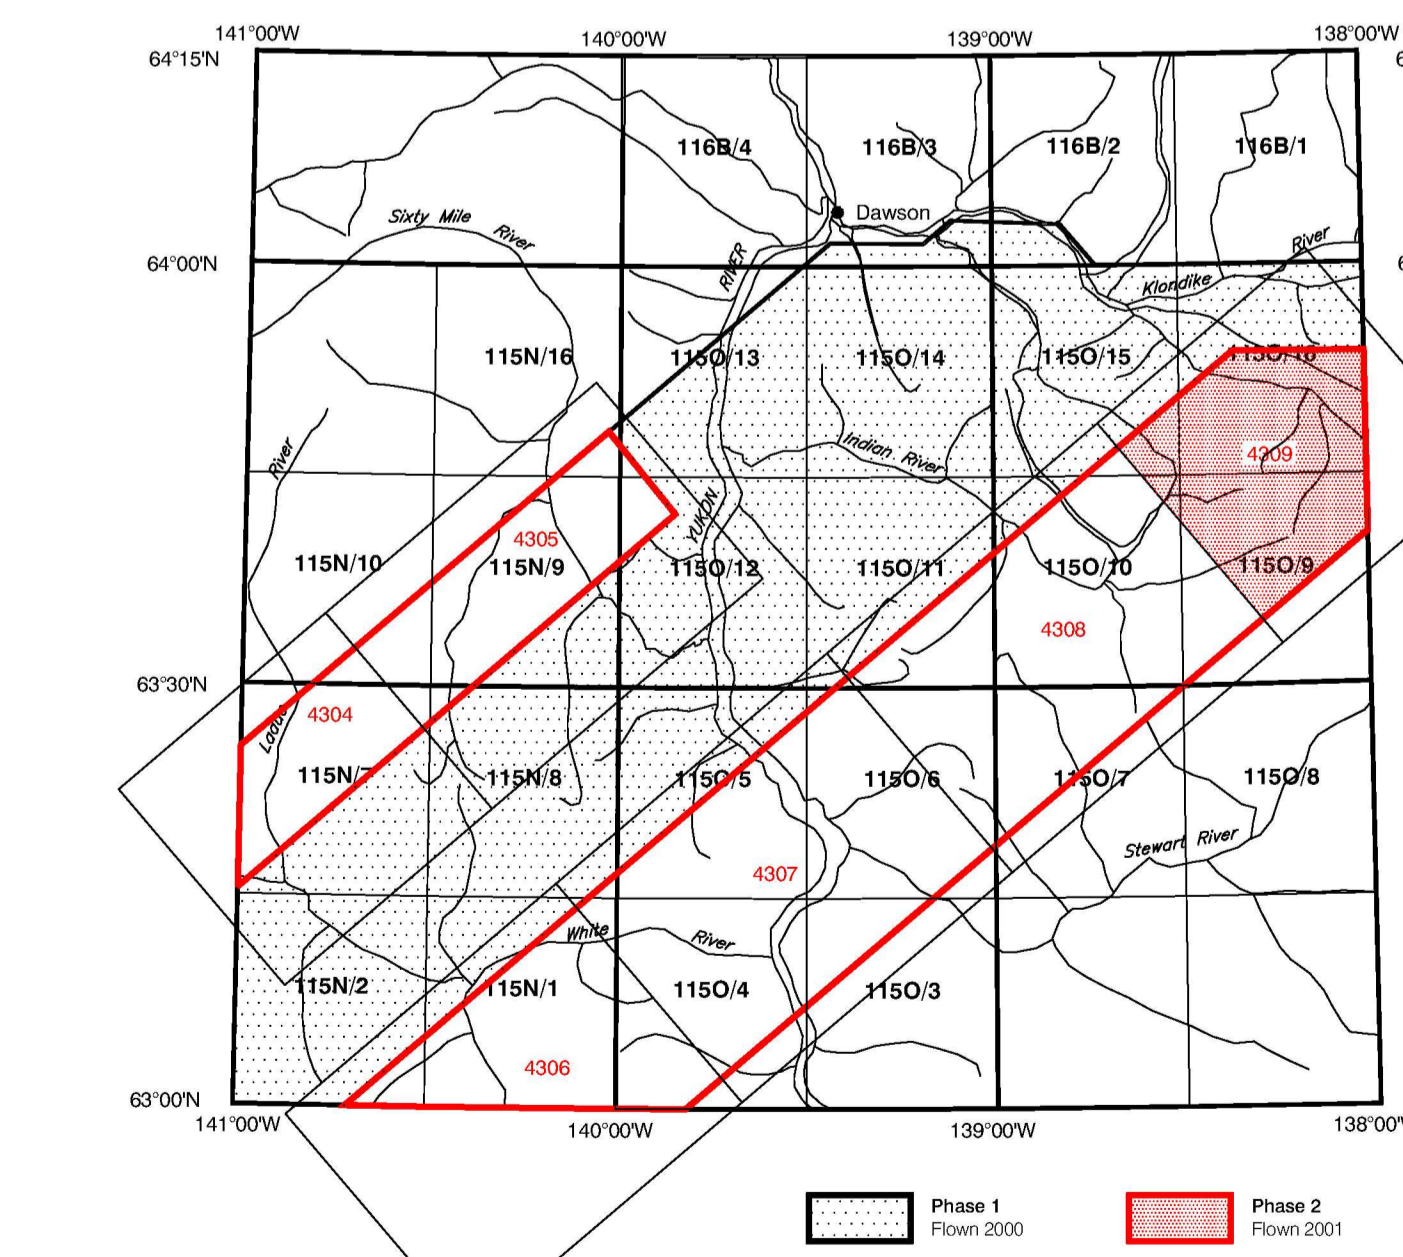 141°00'W 140°00'W 139°00'W 138°00'W
64°15'N 6
116B/4 116B/3 116B/2 116B/1
Dawson
Sixty Mile River
RIVER
River
64°00'N 6
Klondike
115N/16 115O/13 115O/14 115O/15 115O/16
River
Indian River
4309
YUKON
4305
115N/10 115N/9 115O/12 115O/11 115O/10 115O/9
4308
63°30'N
4304
Ladue
115N/7 115N/8 115O/5 115O/6 115O/7 115O/8
Stewart River
4307
White River
115N/2 115N/1 115O/4 115O/3
4306
63°00'N
141°00'W 140°00'W 139°00'W 138°00'
Phase 1
Flown 2000
Phase 2
Flown 2001